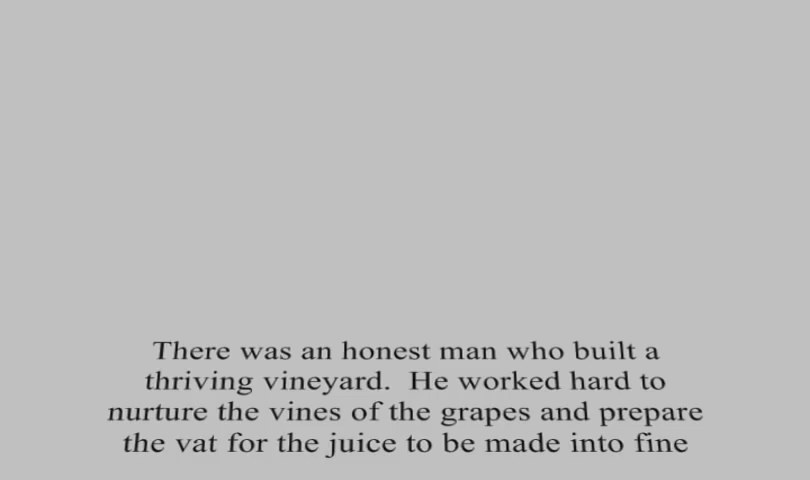 There was an honest man who built a
thriving vineyard.  He worked hard to
nurture the vines of the grapes and prepare
the vat for the juice to be made into fine